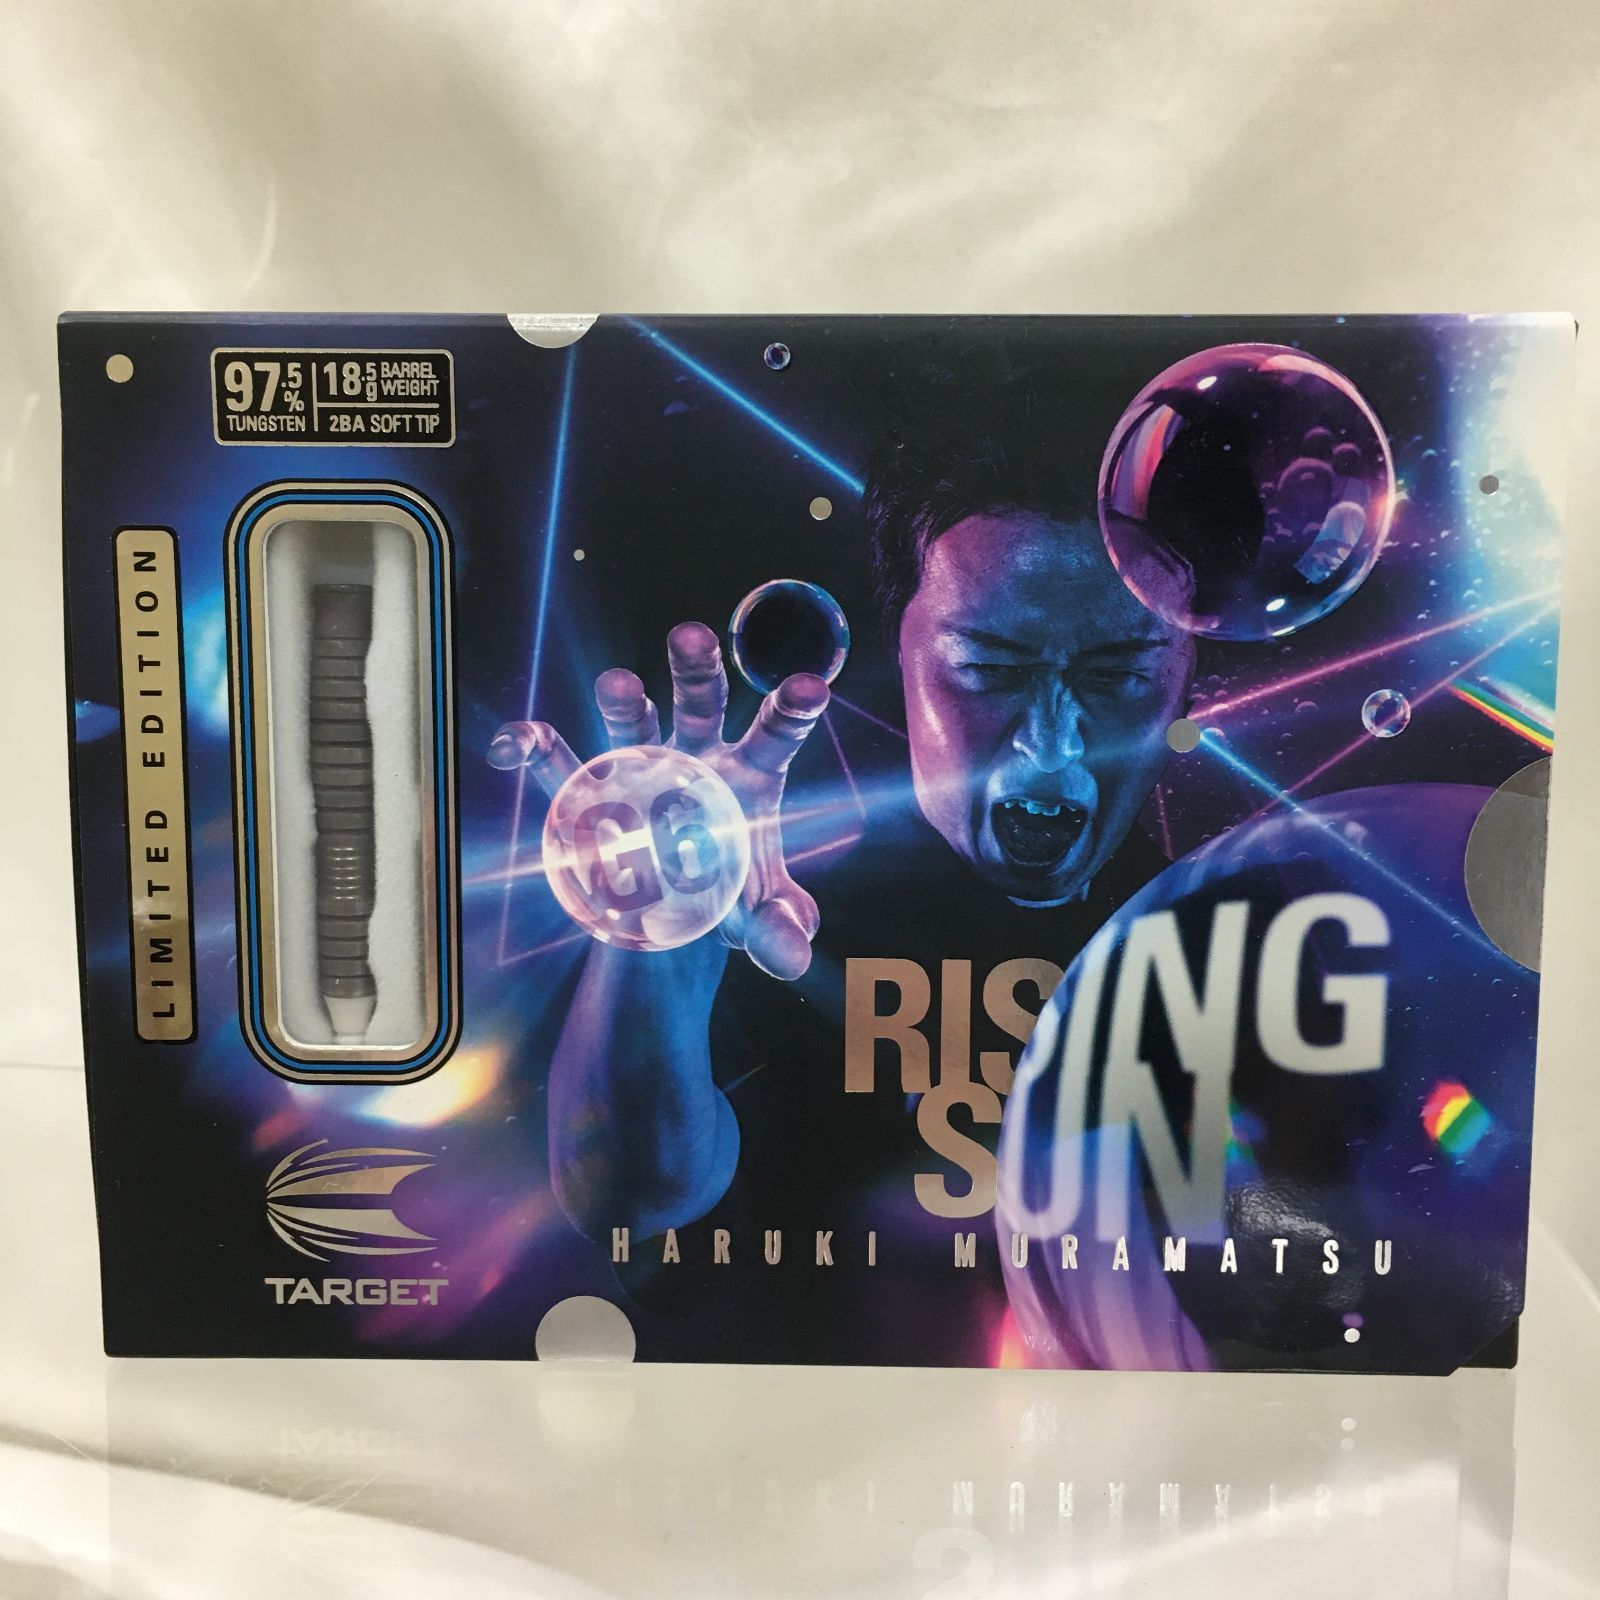 97.5%
TUNGSTEN
18.5g BARREL WEIGHT
2BA SOFT TIP
LIMITED EDITION
G6
RISING
SUN
HARUKI MURAMATSU
TARGET